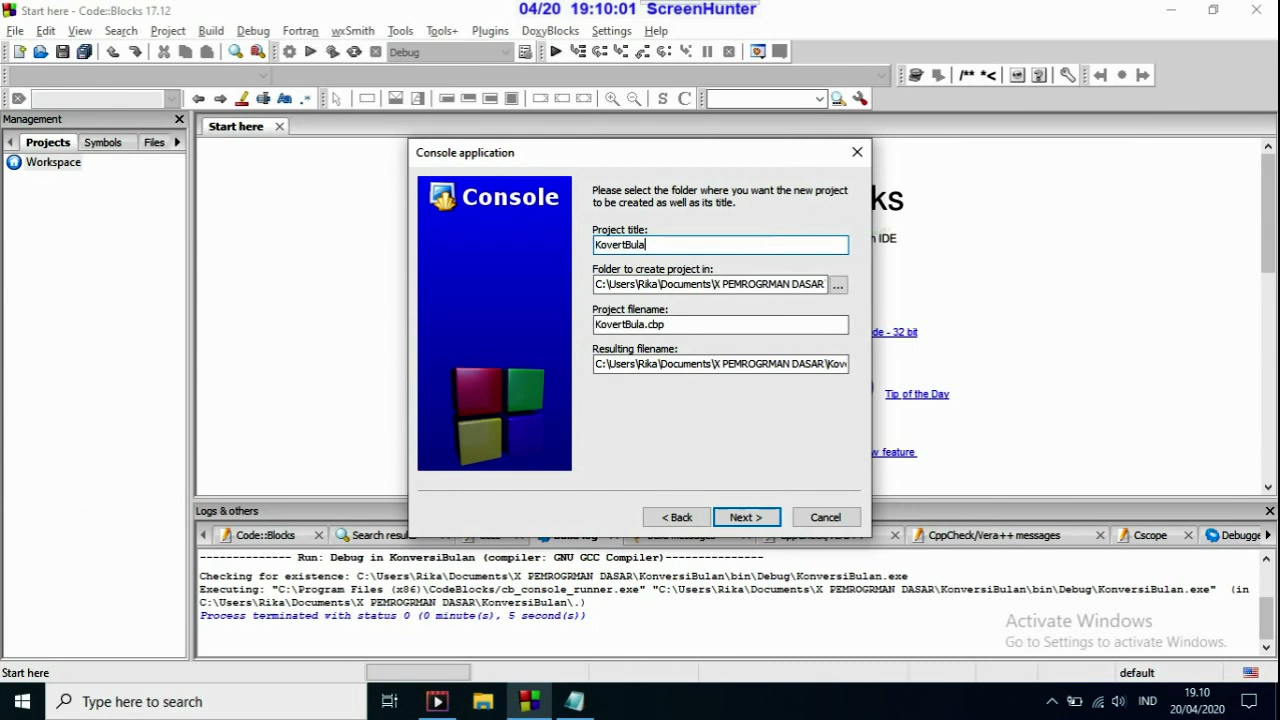 04/20 19:10:01 ScreenHunter
Start here - Code::Blocks 17.12
File Edit View Search Project Build Debug Fortran wxSmith Tools Tools+ Plugins DoxyBlocks Settings Help
Debug
/** *<
S C
Management
Projects Symbols Files
Workspace
Start here
ks
n IDE
de - 32 bit
Tip of the Day
w feature
Console application
Console
Please select the folder where you want the new project
to be created as well as its title.
Project title:
KovertBula
Folder to create project in:
C:\Users\Rika\Documents\X PEMROGRMAN DASAR
...
Project filename:
KovertBula.cbp
Resulting filename:
C:\Users\Rika\Documents\X PEMROGRMAN DASAR\Kov
< Back Next > Cancel
Logs & others
Code::Blocks Search results CppCheck/Vera++ messages Cscope Debugge
-------------- Run: Debug in KonversiBulan (compiler: GNU GCC Compiler)---------------
Checking for existence: C:\Users\Rika\Documents\X PEMROGRMAN DASAR\KonversiBulan\bin\Debug\KonversiBulan.exe
Executing: "C:\Program Files (x86)\CodeBlocks/cb_console_runner.exe" "C:\Users\Rika\Documents\X PEMROGRMAN DASAR\KonversiBulan\bin\Debug\KonversiBulan.exe" (in
C:\Users\Rika\Documents\X PEMROGRMAN DASAR\KonversiBulan\.)
Process terminated with status 0 (0 minute(s), 5 second(s))
Activate Windows
Go to Settings to activate Windows.
Start here
default
Type here to search
IND
19.10
20/04/2020